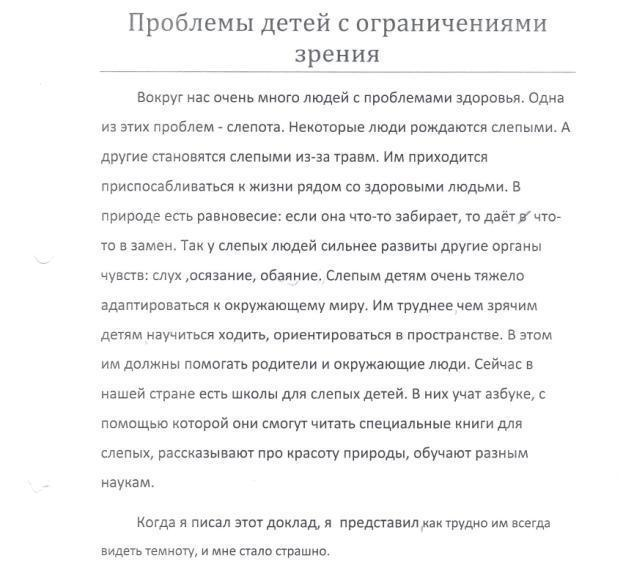 Проблемы детей с ограничениями
зрения
Вокруг нас очень много людей с проблемами здоровья. Одна
из этих проблем - слепота. Некоторые люди рождаются слепыми. А
другие становятся слепыми из-за травм. Им приходится
приспосабливаться к жизни рядом со здоровыми людьми. В
природе есть равновесие: если она что-то забирает, то даёт в что-
то в замен. Так у слепых людей сильнее развиты другие органы
чувств: слух ,осязание, обаяние. Слепым детям очень тяжело
адаптироваться к окружающему миру. Им труднее,чем зрячим
детям научиться ходить, ориентироваться в пространстве. В этом
им должны помогать родители и окружающие люди. Сейчас в
нашей стране есть школы для слепых детей. В них учат азбуке, с
помощью которой они смогут читать специальные книги для
слепых, рассказывают про красоту природы, обучают разным
наукам.
Когда я писал этот доклад, я представил,как трудно им всегда
видеть темноту, и мне стало страшно.